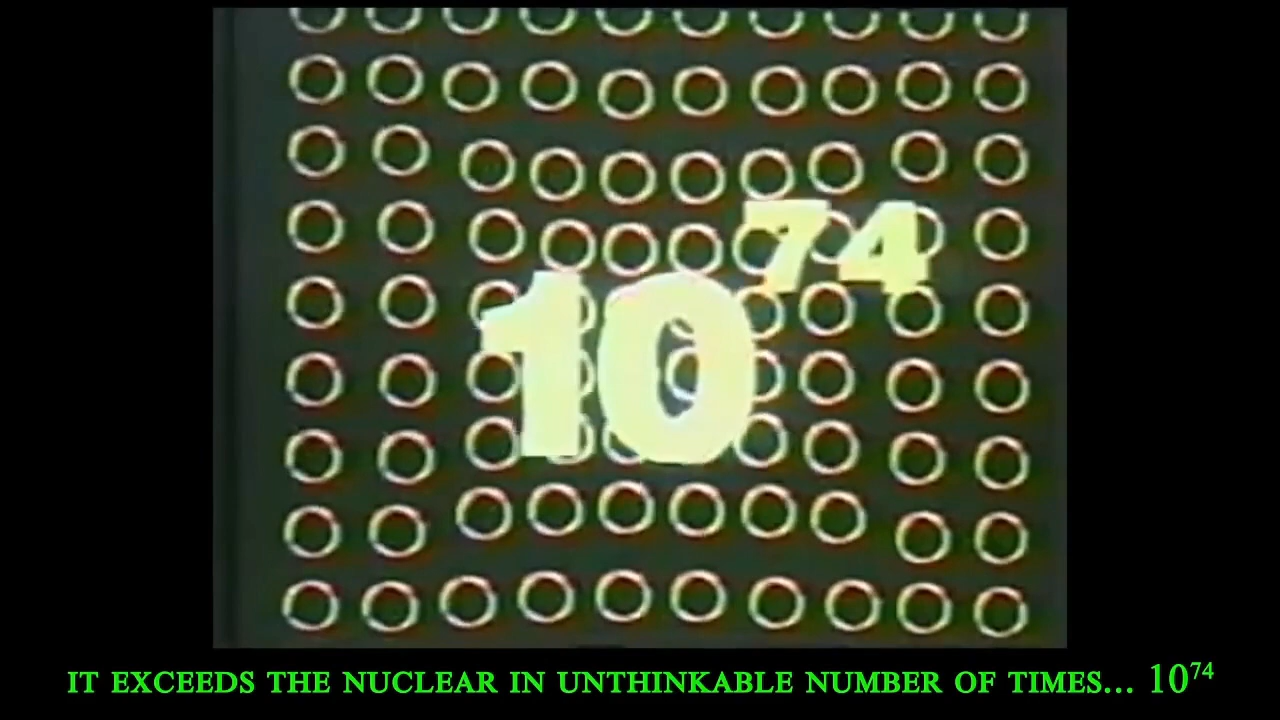 10⁷⁴
IT EXCEEDS THE NUCLEAR IN UNTHINKABLE NUMBER OF TIMES... 10⁷⁴